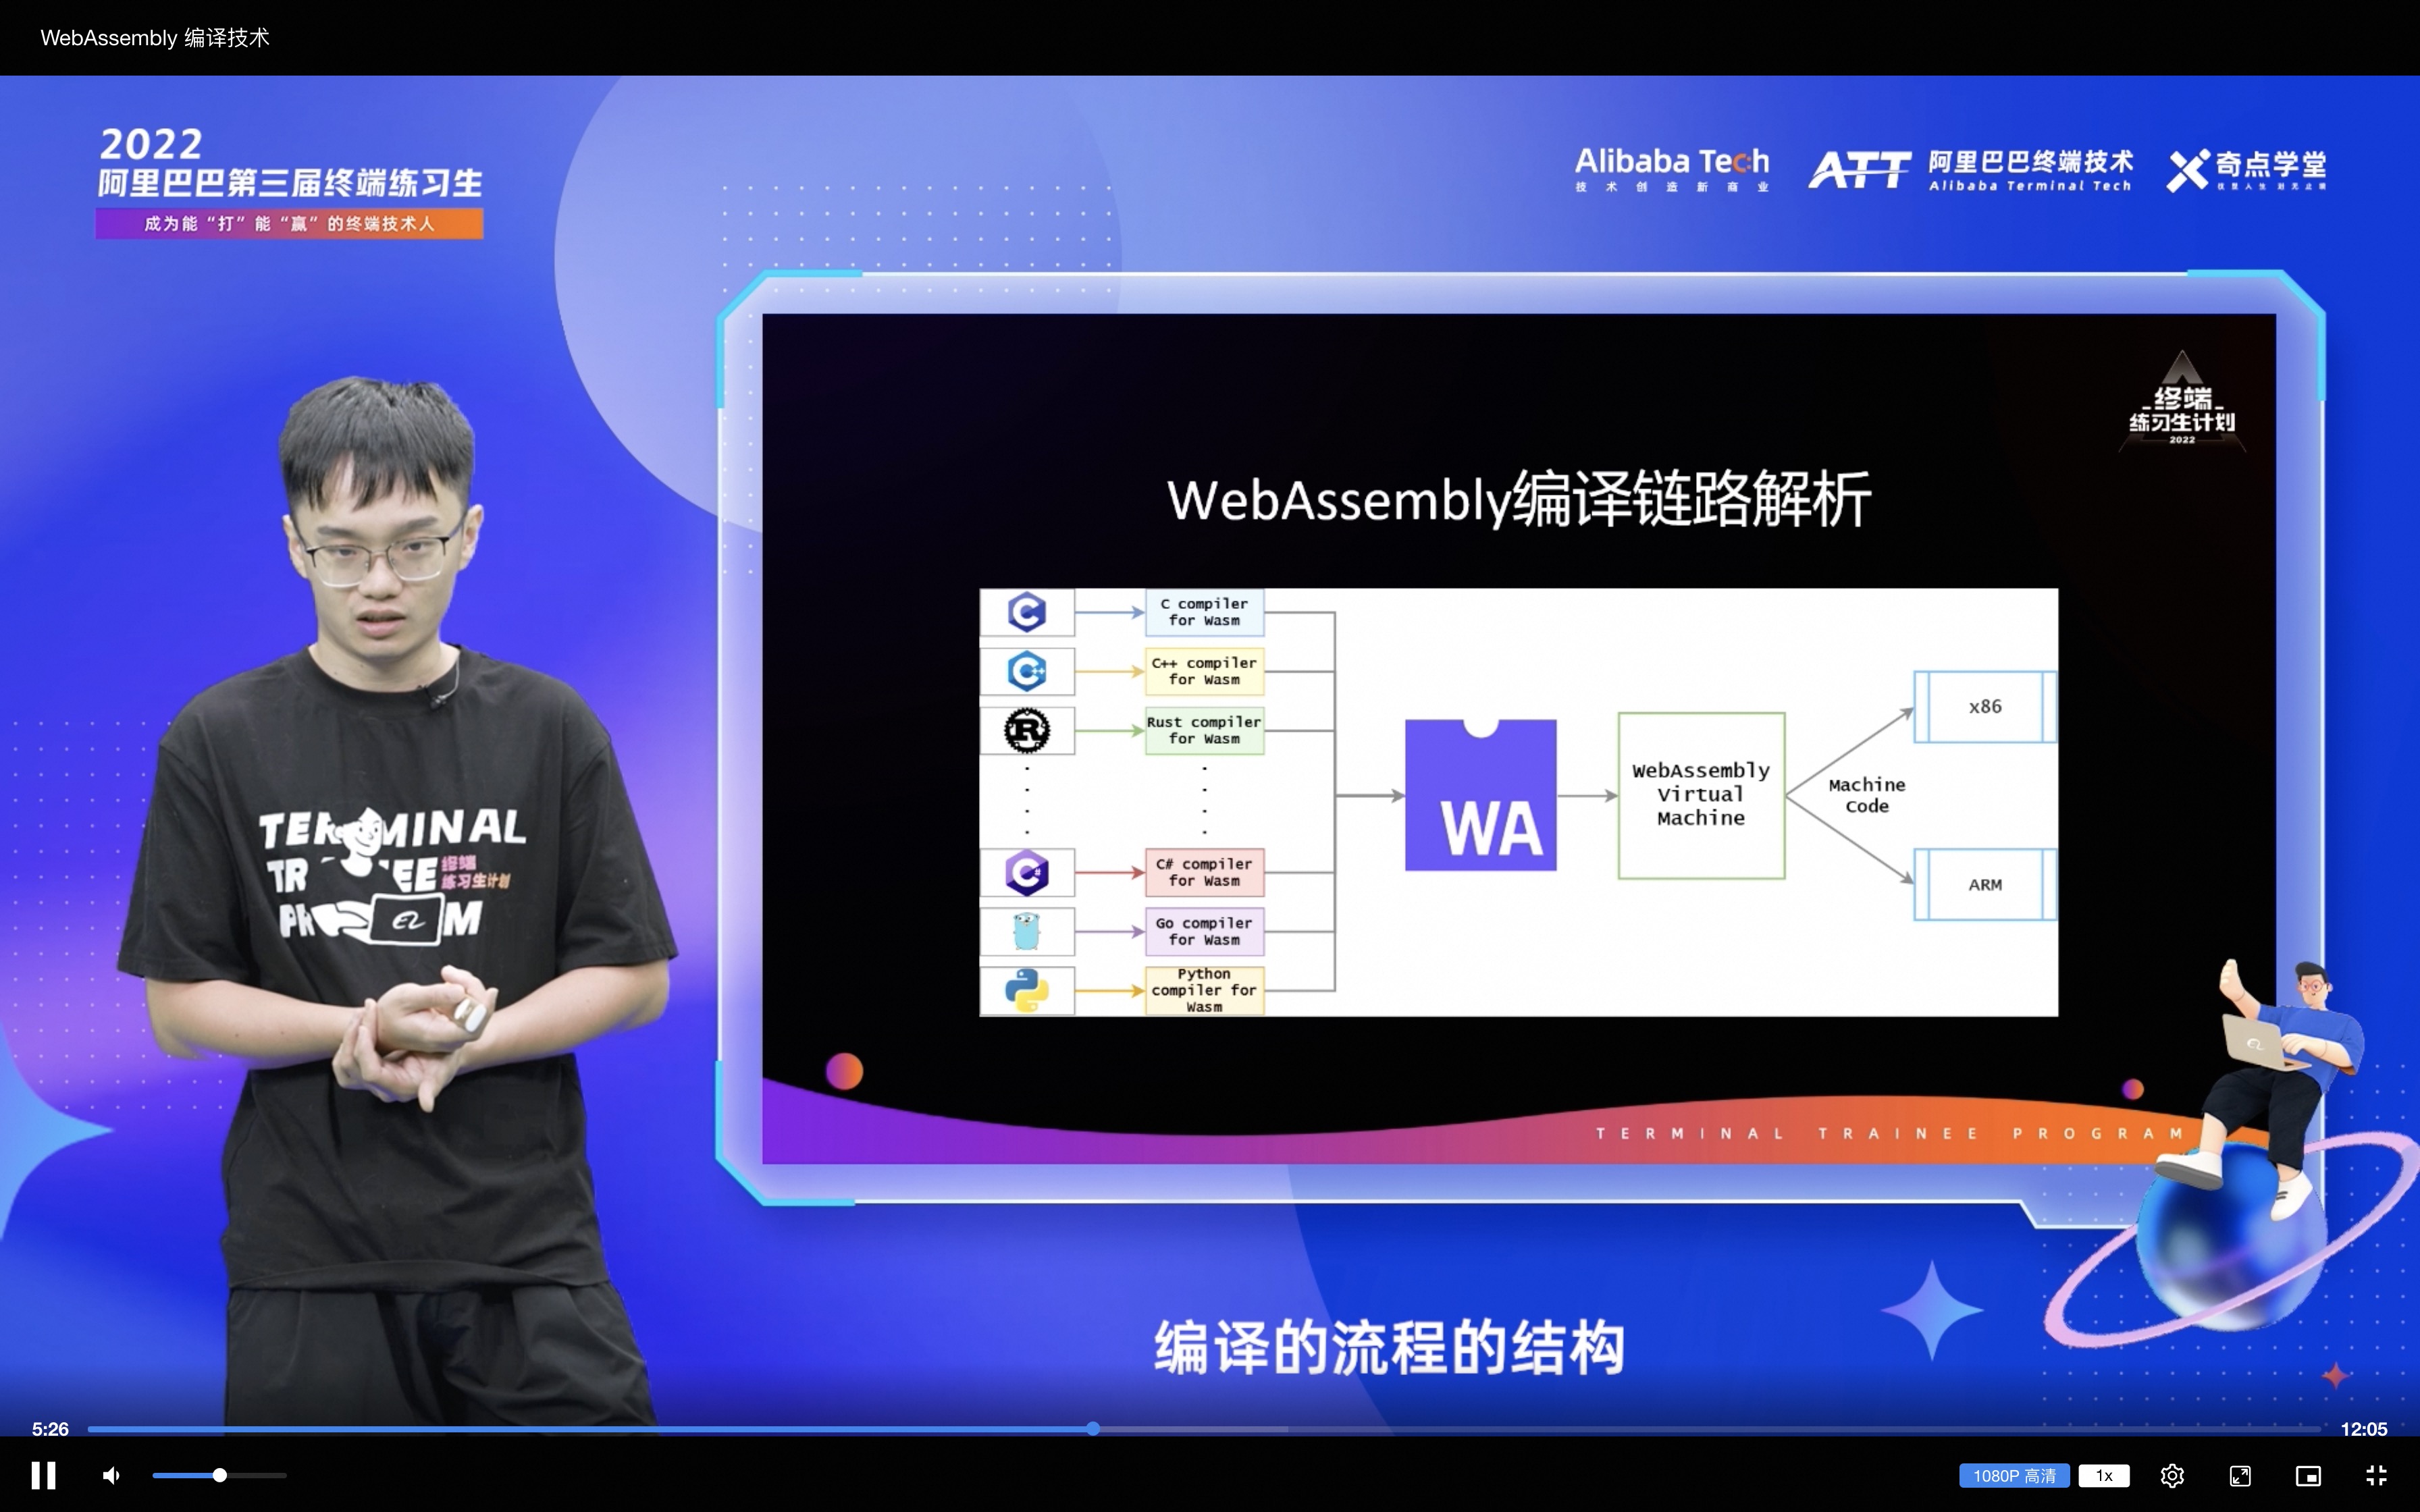 WebAssembly 编译技术
2022
阿里巴巴第三届终端练习生
成为能“打”能“赢”的终端技术人
Alibaba Tech
技术创造新商业
ATT
阿里巴巴终端技术
Alibaba Terminal Tech
奇点学堂
终端
练习生计划
2022
WebAssembly编译链路解析
C
C compiler
for Wasm
C++
C++ compiler
for Wasm
R
Rust compiler
for Wasm
C#
C# compiler
for Wasm
Go compiler
for Wasm
Python
compiler for
Wasm
WA
WebAssembly
Virtual
Machine
Machine
Code
x86
ARM
TERMINAL TRAINEE PROGRAM
TERMINAL
TR EE
终端
练习生计划
PR M
编译的流程的结构
5:26
12:05
1080P 高清
1x